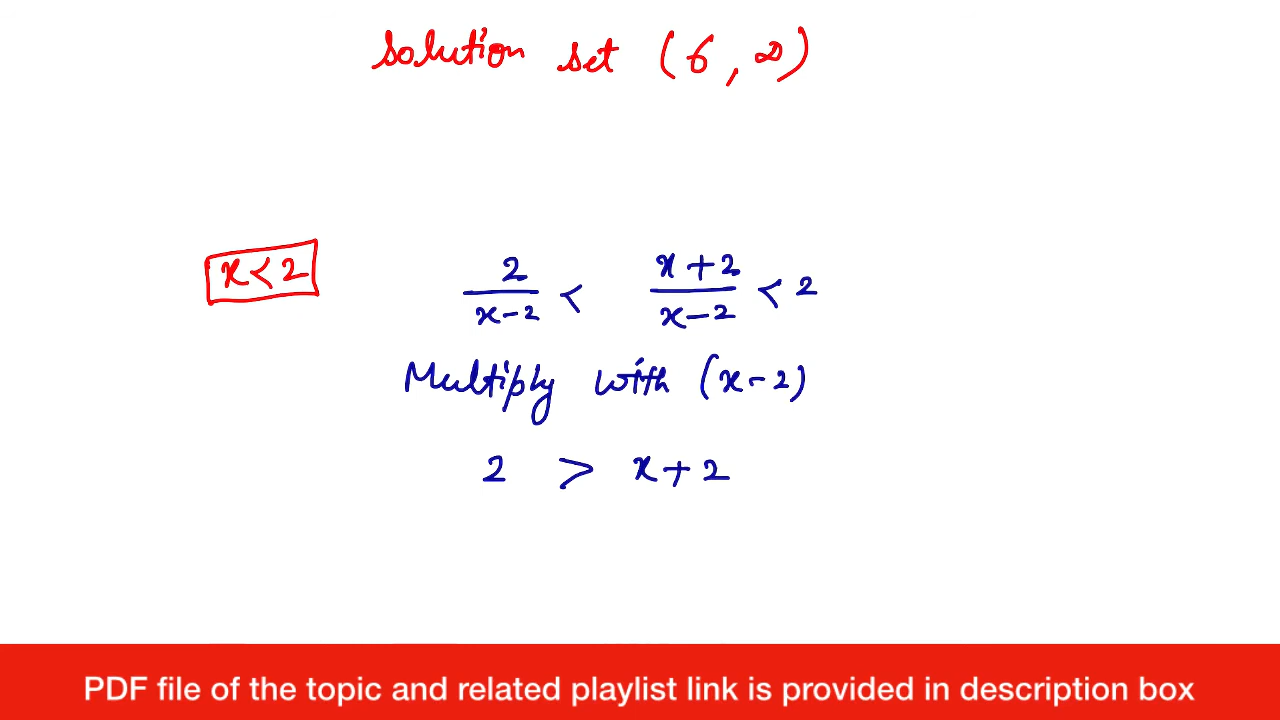 solution set (6, ∞)
x < 2
2/(x-2) < (x+2)/(x-2) < 2
Multiply with (x-2)
2 > x+2
PDF file of the topic and related playlist link is provided in description box